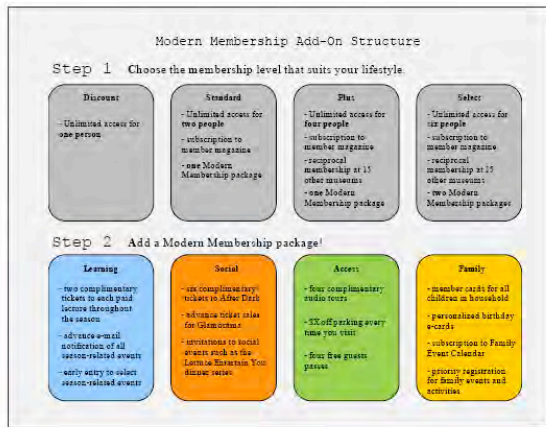 Modern Membership Add-On Structure
Step 1 Choose the membership level that suits your lifestyle.
Discount
- Unlimited access for
one person
Standard
- Unlimited access for
two people
- subscription to
member magazine
- one Modern
Membership package
Plus
- Unlimited access for
four people
- subscription to
member magazine
- reciprocal
membership at 15
other museums
- one Modern
Membership package
Select
- Unlimited access for
six people
- subscription to
member magazine
- reciprocal
membership at 15
other museums
- two Modern
Membership packages
Step 2 Add a Modern Membership package!
Learning
- two complimentary
tickets to each paid
lecture throughout
the season
- advance e-mail
notification of all
season-related events
- early entry to select
season-related events
Social
- six complimentary
tickets to After Dark
- advance ticket sales
for Glamorama
- invitations to social
events such as the
Entertain You
dinner series
Access
- four complimentary
audio tours
- off parking every
time you visit
- four free guests
passes
Family
- member cards for all
children in household
- personalized birthday
e-cards
- subscription to Family
Event Calendar
- priority registration
for family events and
activities